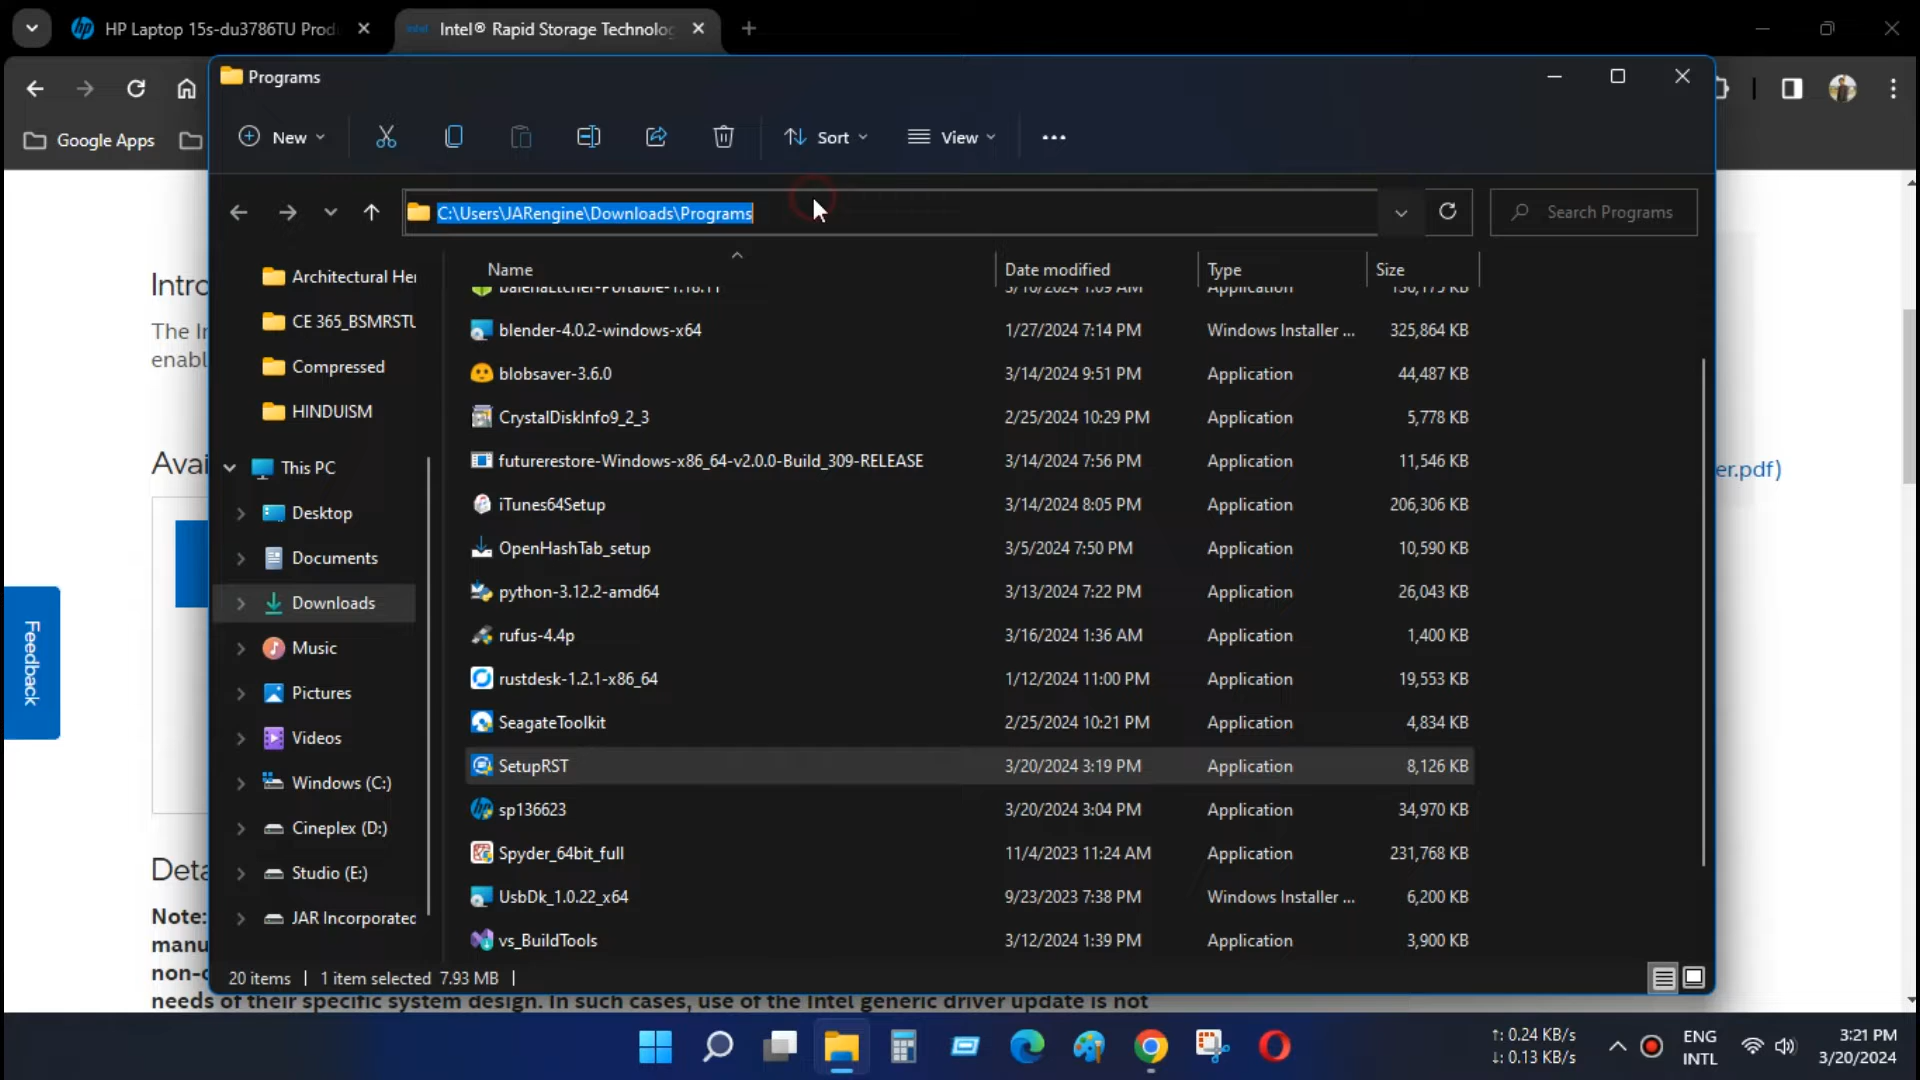 HP Laptop 15s-du3786TU Prod
Intel® Rapid Storage Technolog
Programs
Google Apps
New
Sort
View
C:\Users\JARengine\Downloads\Programs
Search Programs
Name
Date modified
Type
Size
balenaEtcher-Portable-1.18.11
Application
blender-4.0.2-windows-x64 1/27/2024 7:14 PM Windows Installer ... 325,864 KB
blobsaver-3.6.0 3/14/2024 9:51 PM Application 44,487 KB
CrystalDiskInfo9_2_3 2/25/2024 10:29 PM Application 5,778 KB
futurerestore-Windows-x86_64-v2.0.0-Build_309-RELEASE 3/14/2024 7:56 PM Application 11,546 KB
iTunes64Setup 3/14/2024 8:05 PM Application 206,306 KB
OpenHashTab_setup 3/5/2024 7:50 PM Application 10,590 KB
python-3.12.2-amd64 3/13/2024 7:22 PM Application 26,043 KB
rufus-4.4p 3/16/2024 1:36 AM Application 1,400 KB
rustdesk-1.2.1-x86_64 1/12/2024 11:00 PM Application 19,553 KB
SeagateToolkit 2/25/2024 10:21 PM Application 4,834 KB
SetupRST 3/20/2024 3:19 PM Application 8,126 KB
sp136623 3/20/2024 3:04 PM Application 34,970 KB
Spyder_64bit_full 11/4/2023 11:24 AM Application 231,768 KB
UsbDk_1.0.22_x64 9/23/2023 7:38 PM Windows Installer ... 6,200 KB
vs_BuildTools 3/12/2024 1:39 PM Application 3,900 KB
Architectural Her
CE 365_BSMRSTU
Compressed
HINDUISM
This PC
Desktop
Documents
Downloads
Music
Pictures
Videos
Windows (C:)
Cineplex (D:)
Studio (E:)
JAR Incorporated
20 items
1 item selected 7.93 MB
Intro
The In
enabl
Avai
er.pdf)
Feedback
Deta
Note:
manu
non-c
needs of their specific system design. In such cases, use of the Intel generic driver update is not
↑: 0.24 KB/s
↓: 0.13 KB/s
ENG
INTL
3:21 PM
3/20/2024